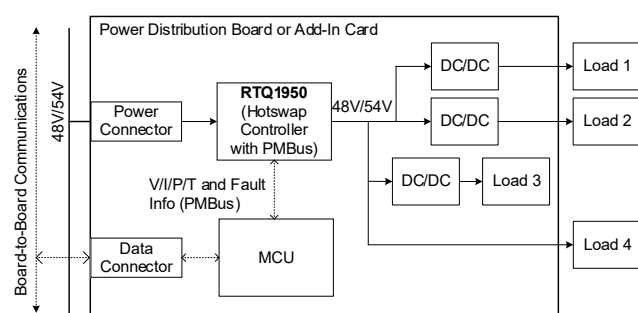 Power Distribution Board or Add-In Card
Board-to-Board Communications
48V/54V
Power
Connector
RTQ1950
(Hotswap
Controller
with PMBus)
48V/54V
DC/DC
Load 1
DC/DC
Load 2
DC/DC
Load 3
V/I/P/T and Fault
Info (PMBus)
Data
Connector
MCU
Load 4